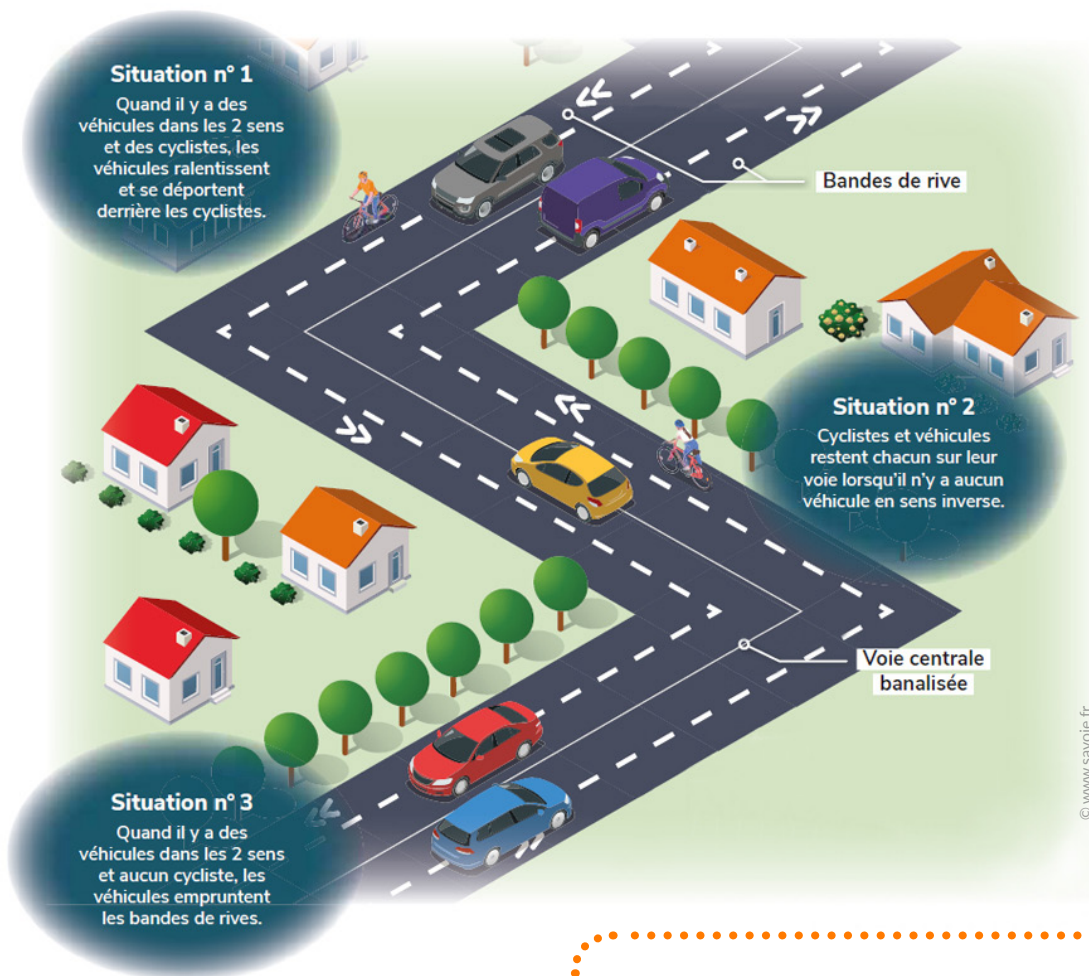 Situation n° 1
Quand il y a des
véhicules dans les 2 sens
et des cyclistes, les
véhicules ralentissent
et se déportent
derrière les cyclistes.
Bandes de rive
Situation n° 2
Cyclistes et véhicules
restent chacun sur leur
voie lorsqu'il n'y a aucun
véhicule en sens inverse.
Voie centrale
banalisée
© www.savoie.fr
Situation n° 3
Quand il y a des
véhicules dans les 2 sens
et aucun cycliste, les
véhicules empruntent
les bandes de rives.